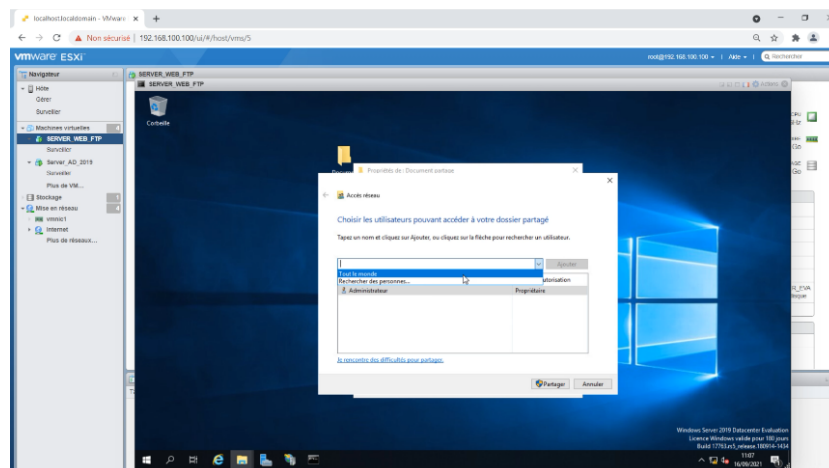 localhost.localdomain - VMware
Non sécurisé | 192.168.100.100/ui/#/host/vms/5
vmware ESXi
root@192.168.100.100
Aide
Rechercher
Navigateur
SERVER_WEB_FTP
SERVER_WEB_FTP
Actions
Hôte
Gérer
Surveiller
Machines virtuelles
SERVER_WEB_FTP
Surveiller
Server_AD_2019
Surveiller
Plus de VM...
Stockage
Mise en réseau
vmnic1
Internet
Plus de réseaux...
Corbeille
Propriétés de : Document partage
Accès réseau
Choisir les utilisateurs pouvant accéder à votre dossier partagé
Tapez un nom et cliquez sur Ajouter, ou cliquez sur la flèche pour rechercher un utilisateur.
Ajouter
Tout le monde
Rechercher des personnes...
utorisation
Administrateur
Propriétaire
Je rencontre des difficultés pour partager.
Partager
Annuler
Windows Server 2019 Datacenter Evaluation
Licence Windows valide pour 180 jours
Build 17763.rs5_release.180914-1434
11:07
16/09/2021